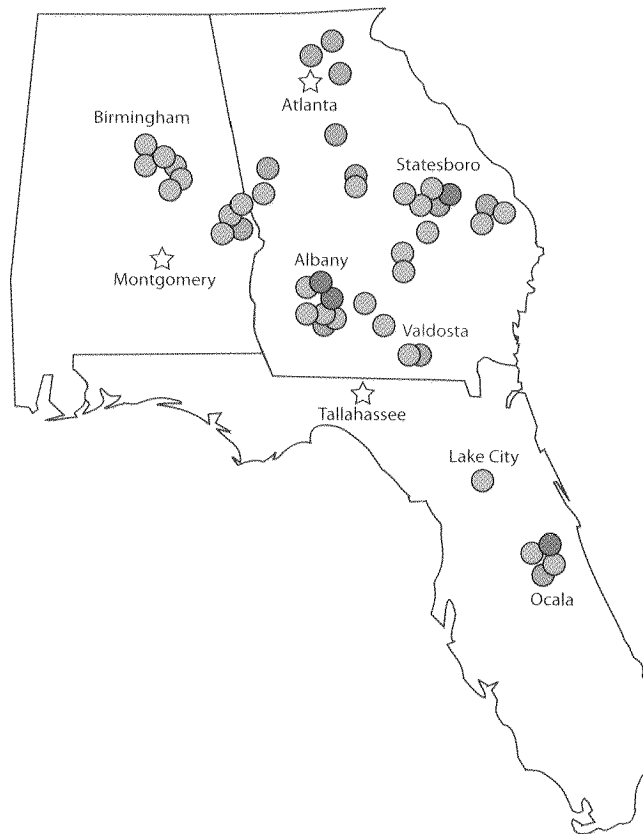 Atlanta
Birmingham
Statesboro
Albany
Montgomery
Valdosta
Tallahassee
Lake City
Ocala